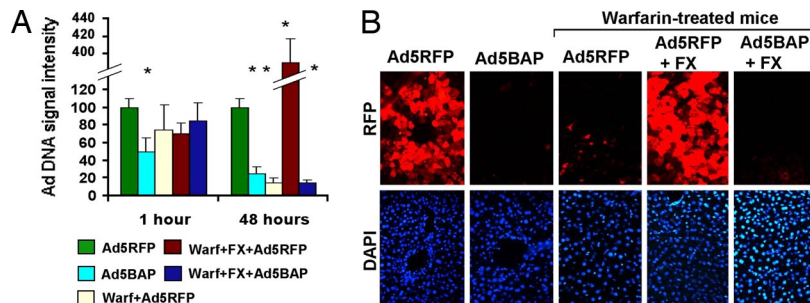 A
Ad DNA signal intensity
440
400
360
120
100
80
60
40
20
0
*
* *
*
*
1 hour
48 hours
Ad5RFP
Warf+FX+Ad5RFP
Ad5BAP
Warf+FX+Ad5BAP
Warf+Ad5RFP
B
Warfarin-treated mice
Ad5RFP
Ad5BAP
Ad5RFP
Ad5RFP
+ FX
Ad5BAP
+ FX
RFP
DAPI